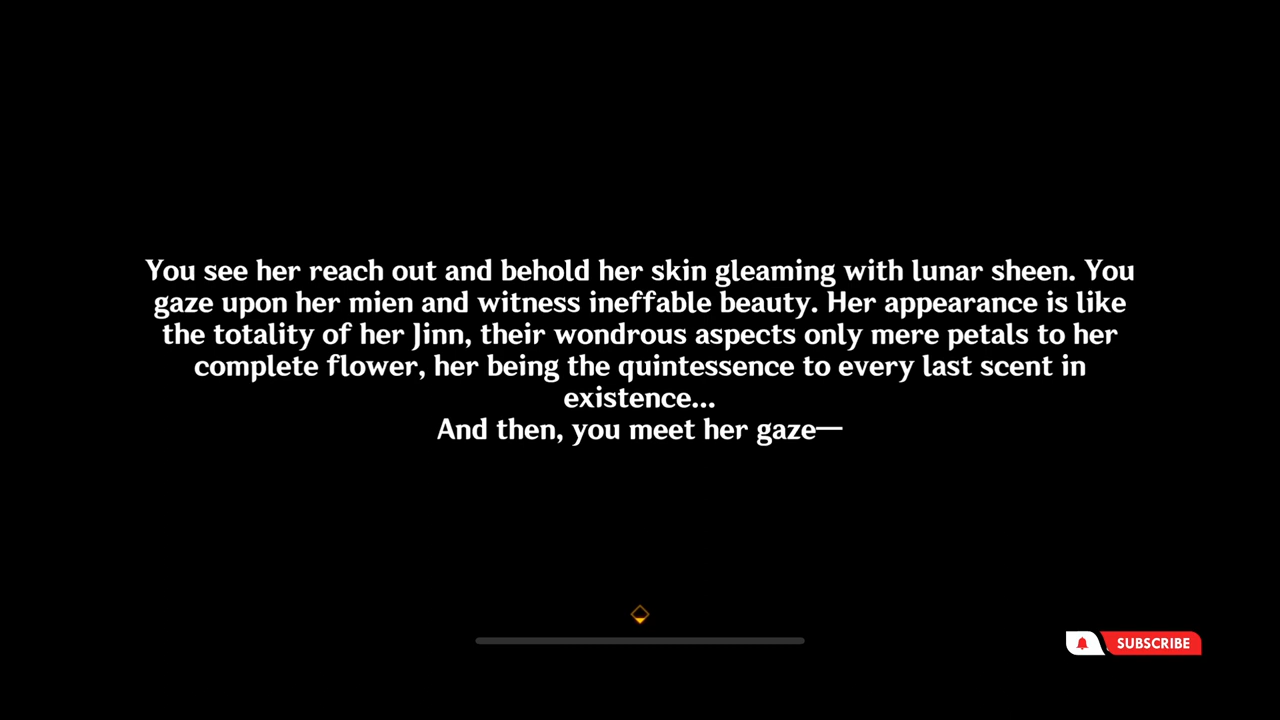 You see her reach out and behold her skin gleaming with lunar sheen. You
gaze upon her mien and witness ineffable beauty. Her appearance is like
the totality of her Jinn, their wondrous aspects only mere petals to her
complete flower, her being the quintessence to every last scent in
existence...
And then, you meet her gaze—
SUBSCRIBE